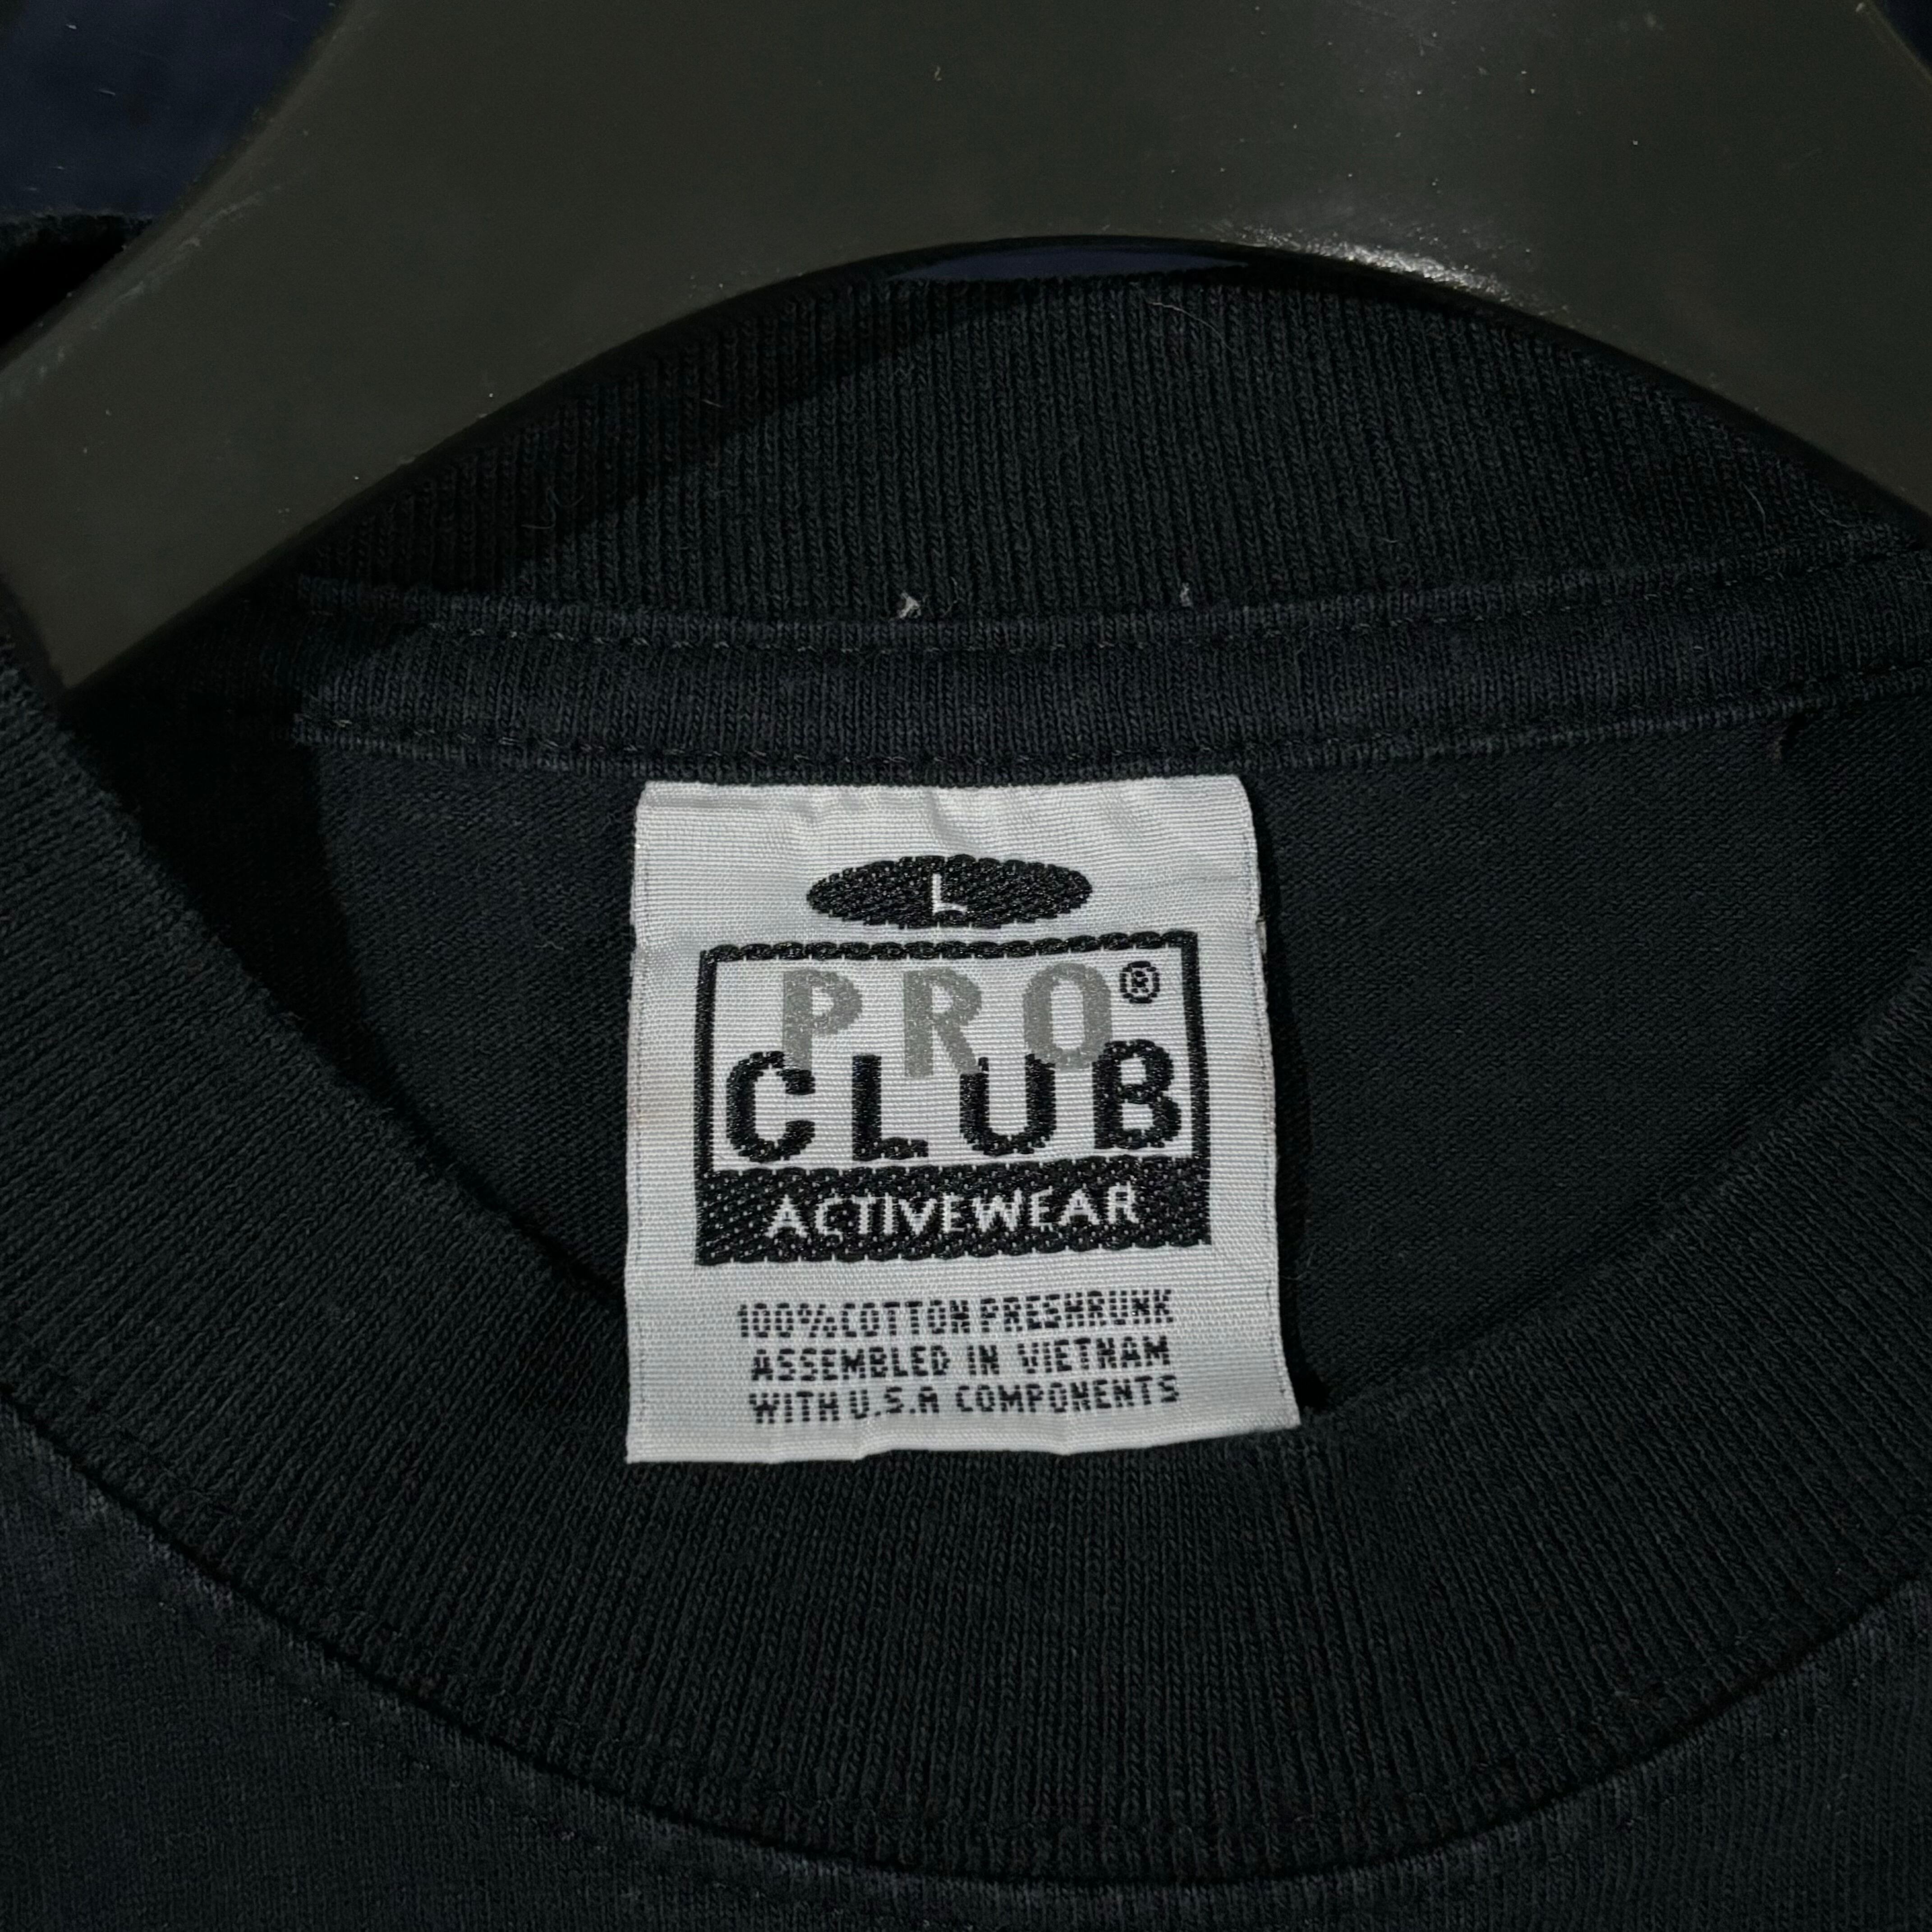 L
PRO®
CLUB
ACTIVEWEAR
100%COTTON PRESHRUNK
ASSEMBLED IN VIETNAM
WITH U.S.A COMPONENTS